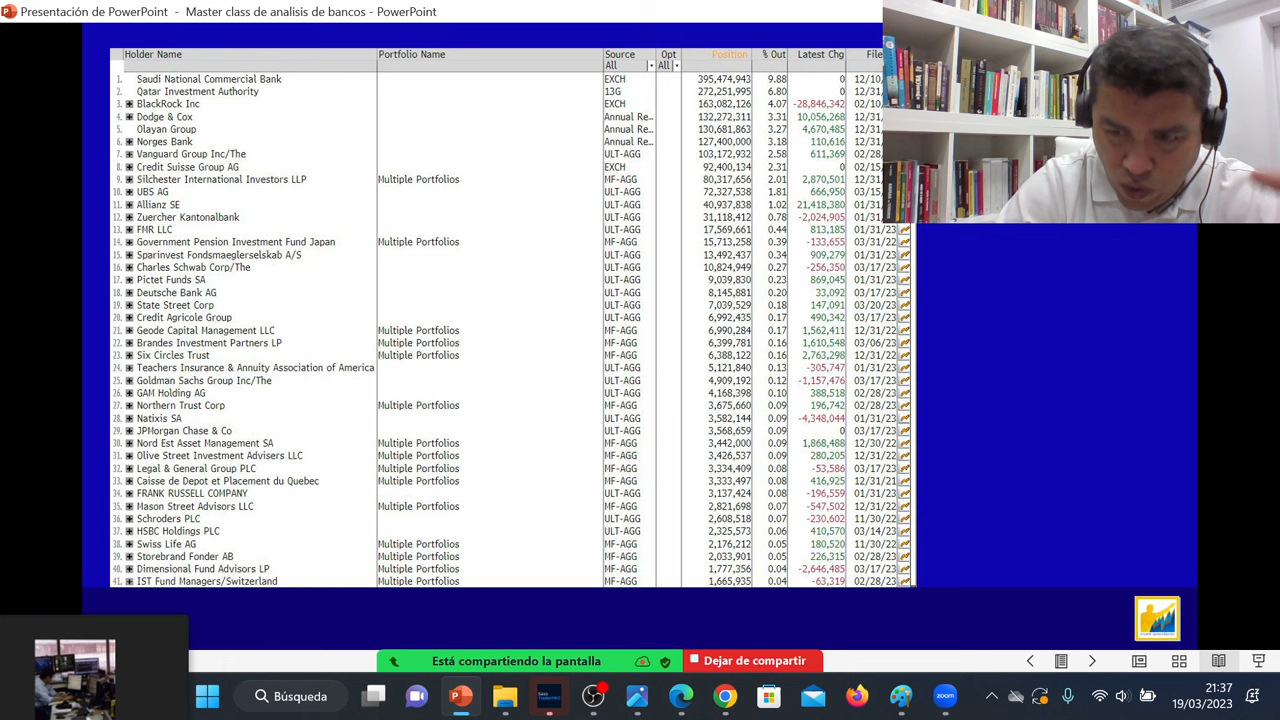 Presentación de PowerPoint - Master class de analisis de bancos - PowerPoint
Holder Name Portfolio Name Source Opt Position % Out Latest Chg File
All All
1. Saudi National Commercial Bank EXCH 395,474,943 9.88 0 12/10/
2. Qatar Investment Authority 13G 272,251,995 6.80 0 12/31/
3. BlackRock Inc EXCH 163,082,126 4.07 -28,846,342 02/10/
4. Dodge & Cox Annual Re... 132,272,311 3.31 10,056,268 12/31/
5. Olayan Group Annual Re... 130,681,863 3.27 4,670,485 12/31/
6. Norges Bank Annual Re... 127,400,000 3.18 110,616 12/31/
7. Vanguard Group Inc/The ULT-AGG 103,172,932 2.58 611,369 02/28/
8. Credit Suisse Group AG EXCH 92,400,134 2.31 0 02/15/
9. Silchester International Investors LLP Multiple Portfolios MF-AGG 80,317,656 2.01 2,870,501 12/31/
10. UBS AG ULT-AGG 72,327,538 1.81 666,950 03/15/
11. Allianz SE ULT-AGG 40,937,838 1.02 21,418,380 01/31/
12. Zuercher Kantonalbank ULT-AGG 31,118,412 0.78 -2,024,905 01/31/
13. FMR LLC ULT-AGG 17,569,661 0.44 813,185 01/31/23
14. Government Pension Investment Fund Japan Multiple Portfolios MF-AGG 15,713,258 0.39 -133,655 03/31/22
15. Sparinvest Fondsmaeglerselskab A/S ULT-AGG 13,492,437 0.34 909,279 01/31/23
16. Charles Schwab Corp/The ULT-AGG 10,824,949 0.27 -256,350 03/17/23
17. Pictet Funds SA ULT-AGG 9,039,830 0.23 869,045 01/31/23
18. Deutsche Bank AG ULT-AGG 8,145,881 0.20 33,092 03/17/23
19. State Street Corp ULT-AGG 7,039,529 0.18 147,091 03/20/23
20. Credit Agricole Group ULT-AGG 6,992,435 0.17 490,342 03/17/23
21. Geode Capital Management LLC Multiple Portfolios MF-AGG 6,990,284 0.17 1,562,411 12/31/22
22. Brandes Investment Partners LP Multiple Portfolios MF-AGG 6,399,781 0.16 1,610,548 03/06/23
23. Six Circles Trust Multiple Portfolios MF-AGG 6,388,122 0.16 2,763,298 12/31/22
24. Teachers Insurance & Annuity Association of America ULT-AGG 5,121,840 0.13 -305,747 01/31/23
25. Goldman Sachs Group Inc/The ULT-AGG 4,909,192 0.12 -1,157,476 03/17/23
26. GAM Holding AG ULT-AGG 4,168,398 0.10 388,518 02/28/23
27. Northern Trust Corp Multiple Portfolios MF-AGG 3,675,660 0.09 196,742 02/28/23
28. Natixis SA ULT-AGG 3,582,144 0.09 -4,348,044 01/31/23
29. JPMorgan Chase & Co ULT-AGG 3,568,659 0.09 0 03/17/23
30. Nord Est Asset Management SA Multiple Portfolios MF-AGG 3,442,000 0.09 1,868,488 12/30/22
31. Olive Street Investment Advisers LLC Multiple Portfolios MF-AGG 3,426,537 0.09 280,205 12/31/22
32. Legal & General Group PLC Multiple Portfolios MF-AGG 3,334,409 0.08 -53,586 03/17/23
33. Caisse de Depot et Placement du Quebec Multiple Portfolios MF-AGG 3,333,497 0.08 416,925 12/31/21
34. FRANK RUSSELL COMPANY ULT-AGG 3,137,424 0.08 -196,559 01/31/23
35. Mason Street Advisors LLC Multiple Portfolios MF-AGG 2,821,698 0.07 -547,502 12/31/22
36. Schroders PLC ULT-AGG 2,608,518 0.07 -230,602 11/30/22
37. HSBC Holdings PLC ULT-AGG 2,325,573 0.06 410,570 03/17/23
38. Swiss Life AG Multiple Portfolios MF-AGG 2,176,212 0.05 180,520 11/30/22
39. Storebrand Fonder AB Multiple Portfolios MF-AGG 2,033,901 0.05 226,315 02/28/23
40. Dimensional Fund Advisors LP Multiple Portfolios MF-AGG 1,777,356 0.04 -2,646,485 03/17/23
41. IST Fund Managers/Switzerland Multiple Portfolios MF-AGG 1,665,935 0.04 -63,319 02/28/23
Está compartiendo la pantalla Dejar de compartir
Búsqueda
zoom
21:37
19/03/2023